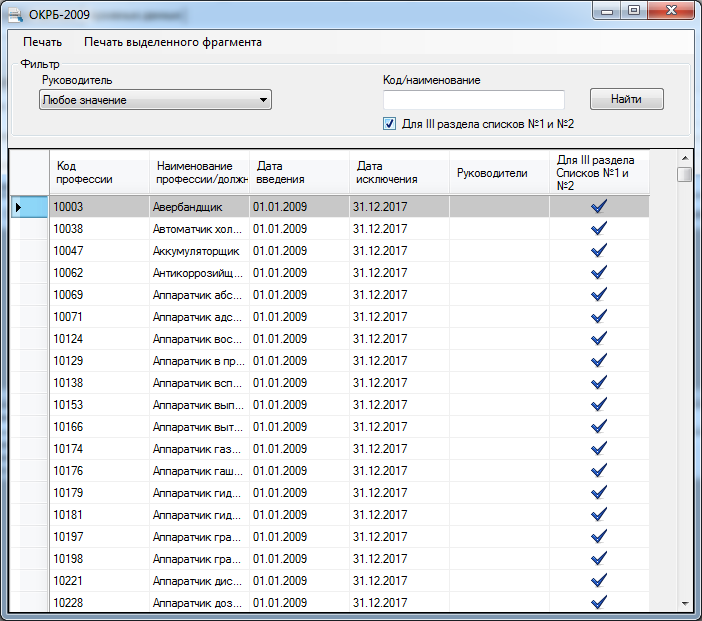 ОКРБ-2009
Печать Печать выделенного фрагмента
Фильтр
Руководитель Код/наименование
Любое значение Найти
Для III раздела списков №1 и №2
Код профессии Наименование профессии/должн Дата введения Дата исключения Руководители Для III раздела Списков №1 и №2
10003 Авербандщик 01.01.2009 31.12.2017
10038 Автоматчик хол... 01.01.2009 31.12.2017
10047 Аккумуляторщик 01.01.2009 31.12.2017
10062 Антикоррозийщ... 01.01.2009 31.12.2017
10069 Аппаратчик абс... 01.01.2009 31.12.2017
10071 Аппаратчик адс... 01.01.2009 31.12.2017
10124 Аппаратчик вос... 01.01.2009 31.12.2017
10129 Аппаратчик в пр... 01.01.2009 31.12.2017
10138 Аппаратчик всп... 01.01.2009 31.12.2017
10153 Аппаратчик вып... 01.01.2009 31.12.2017
10166 Аппаратчик выт... 01.01.2009 31.12.2017
10174 Аппаратчик газ... 01.01.2009 31.12.2017
10176 Аппаратчик гаш... 01.01.2009 31.12.2017
10179 Аппаратчик гид... 01.01.2009 31.12.2017
10181 Аппаратчик гид... 01.01.2009 31.12.2017
10197 Аппаратчик гра... 01.01.2009 31.12.2017
10198 Аппаратчик гра... 01.01.2009 31.12.2017
10221 Аппаратчик дис... 01.01.2009 31.12.2017
10228 Аппаратчик доз... 01.01.2009 31.12.2017